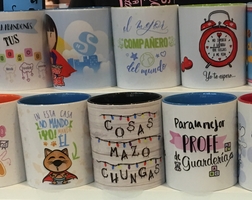 TUS
el mejor
COMPAÑERO
del mundo
Yo te espero...
EN ESTA CASA
NO MANDO
¡YO!
EL
COSAS
MAZO
CHUNGAS
Para la mejor
PROFE
de Guardería